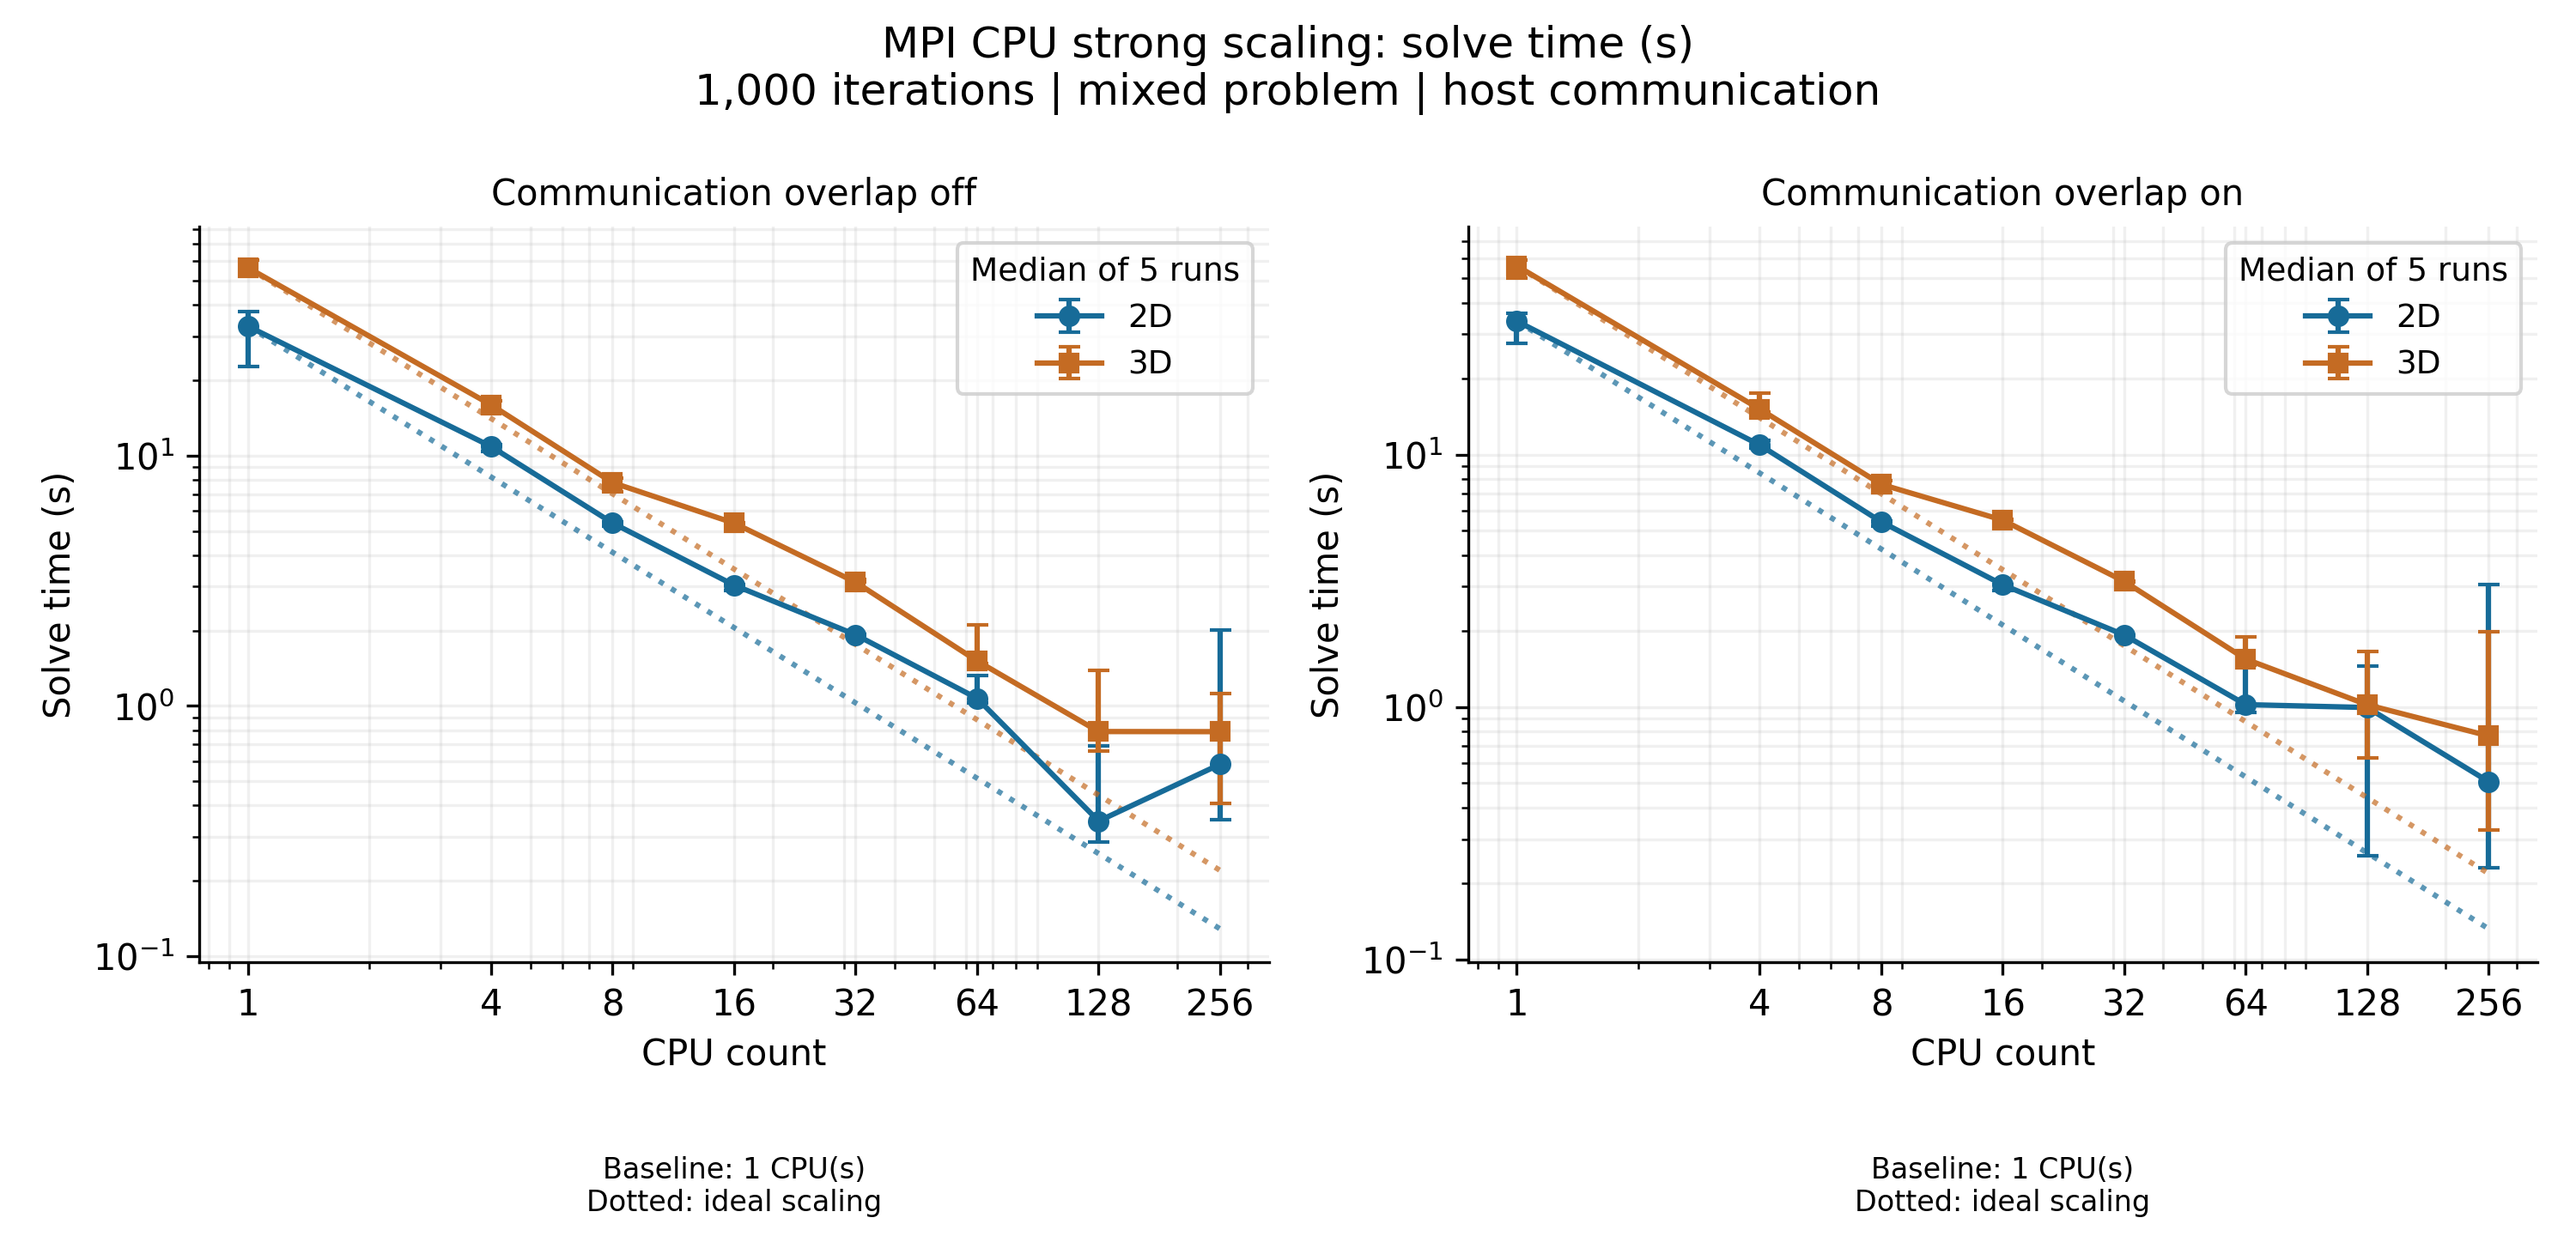 MPI CPU strong scaling: solve time (s)
1,000 iterations | mixed problem | host communication
Communication overlap off
Median of 5 runs
2D
3D
Solve time (s)
10¹
10⁰
10⁻¹
1 4 8 16 32 64 128 256
CPU count
Baseline: 1 CPU(s)
Dotted: ideal scaling
Communication overlap on
Median of 5 runs
2D
3D
Solve time (s)
10¹
10⁰
10⁻¹
1 4 8 16 32 64 128 256
CPU count
Baseline: 1 CPU(s)
Dotted: ideal scaling